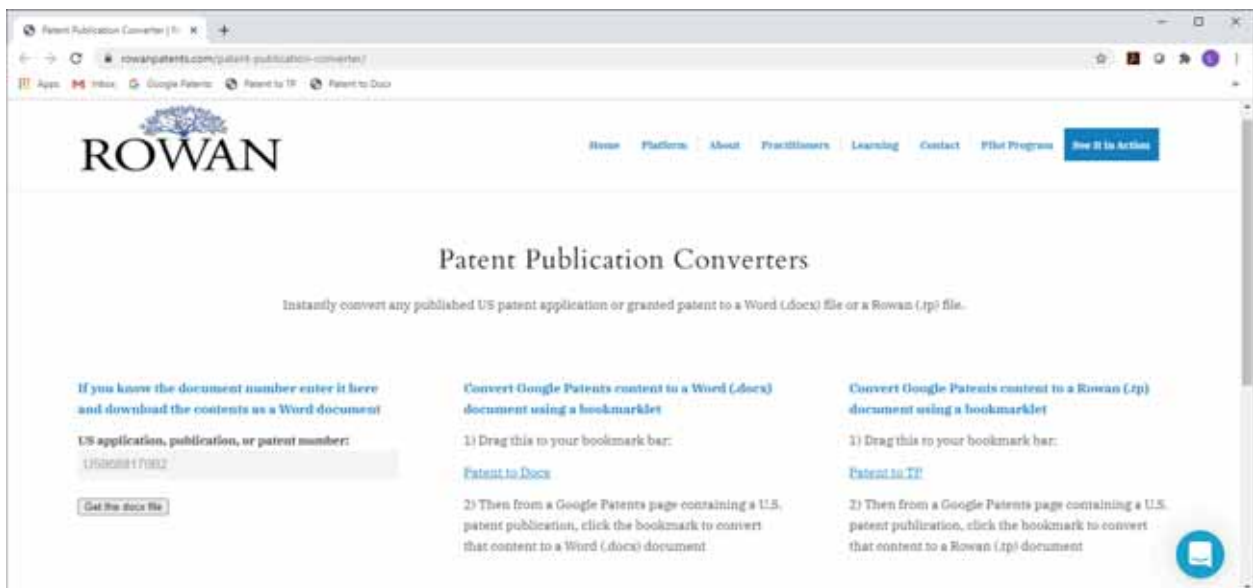 Patent Publication Converter | R
rowanpatents.com/patent-publication-converter/
Apps Inbox Google Patents Patent to TP Patent to Docx
ROWAN
Home Platform About Practitioners Learning Contact Pilot Program See It in Action
Patent Publication Converters
Instantly convert any published US patent application or granted patent to a Word (.docx) file or a Rowan (.tp) file.
If you know the document number enter it here
and download the contents as a Word document
US application, publication, or patent number:
Get the docx file
Convert Google Patents content to a Word (.docx)
document using a bookmarklet
1) Drag this to your bookmark bar:
Patent to Docx
2) Then from a Google Patents page containing a U.S.
patent publication, click the bookmark to convert
that content to a Word (.docx) document
Convert Google Patents content to a Rowan (.tp)
document using a bookmarklet
1) Drag this to your bookmark bar:
Patent to TP
2) Then from a Google Patents page containing a U.S.
patent publication, click the bookmark to convert
that content to a Rowan (.tp) document